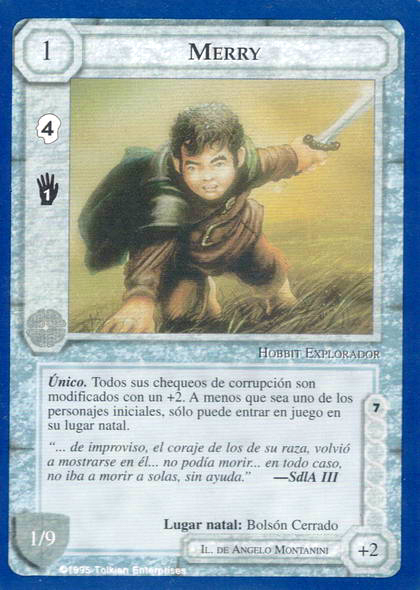 1
MERRY
4
1
HOBBIT EXPLORADOR
Único. Todos sus chequeos de corrupción son
modificados con un +2. A menos que sea uno de los
personajes iniciales, sólo puede entrar en juego en
su lugar natal.
7
“... de improviso, el coraje de los de su raza, volvió
a mostrarse en él... no podía morir... en todo caso,
no iba a morir a solas, sin ayuda.” —SdlA III
Lugar natal: Bolsón Cerrado
1/9
IL. DE ANGELO MONTANINI
+2
©1995 Tolkien Enterprises